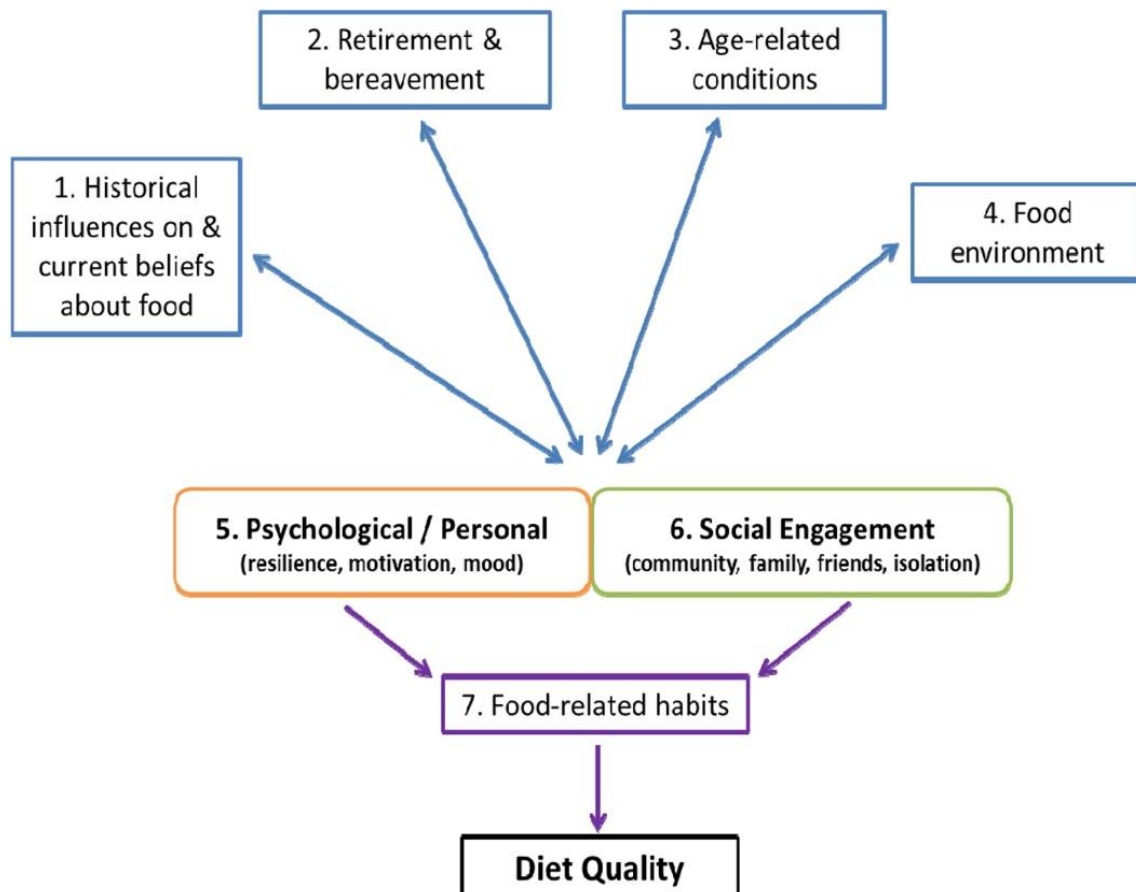 2. Retirement &
bereavement
3. Age-related
conditions
1. Historical
influences on &
current beliefs
about food
4. Food
environment
5. Psychological / Personal
(resilience, motivation, mood)
6. Social Engagement
(community, family, friends, isolation)
7. Food-related habits
Diet Quality